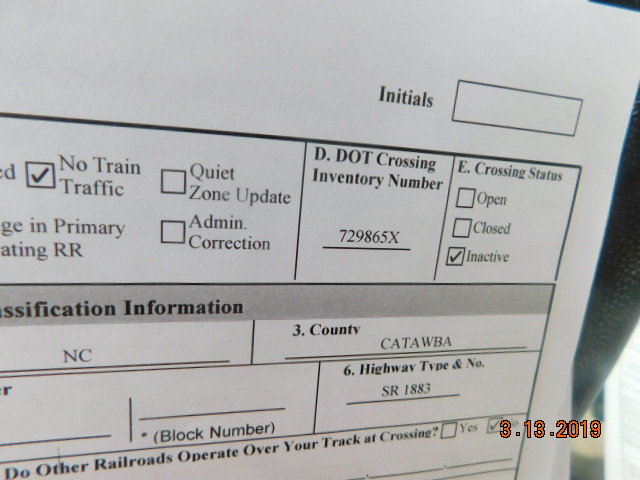 Initials
ed No Train Traffic
Quiet Zone Update
D. DOT Crossing Inventory Number
729865X
E. Crossing Status
Open
Closed
Inactive
ge in Primary
ating RR
Admin. Correction
ssification Information
NC
3. County
CATAWBA
r
6. Highway Type & No.
SR 1883
* (Block Number)
Do Other Railroads Operate Over Your Track at Crossing? Yes
3.13.2019